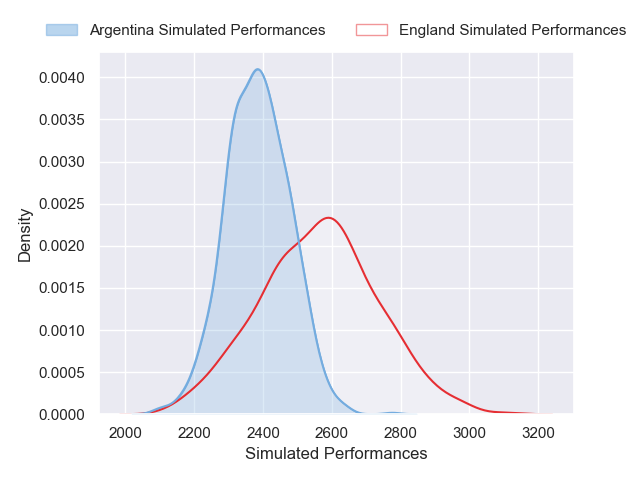 Argentina Simulated Performances England Simulated Performances
0.0040
0.0035
0.0030
0.0025
0.0020
0.0015
0.0010
0.0005
0.0000
Density
2000 2200 2400 2600 2800 3000 3200
Simulated Performances